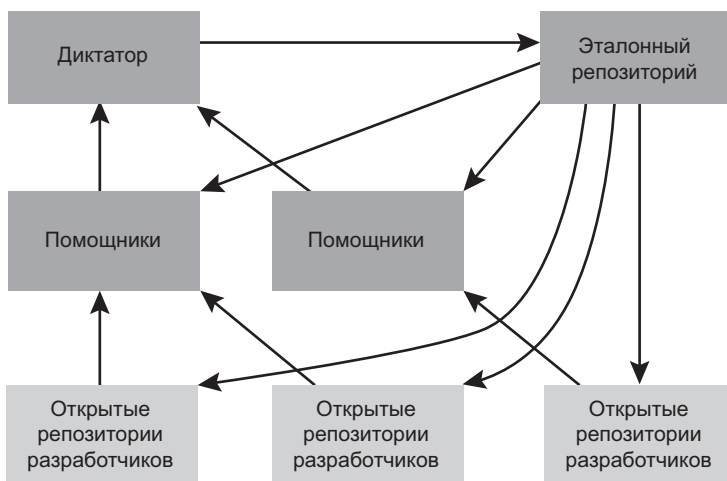 Диктатор
Эталонный
репозиторий
Помощники
Помощники
Открытые
репозитории
разработчиков
Открытые
репозитории
разработчиков
Открытые
репозитории
разработчиков